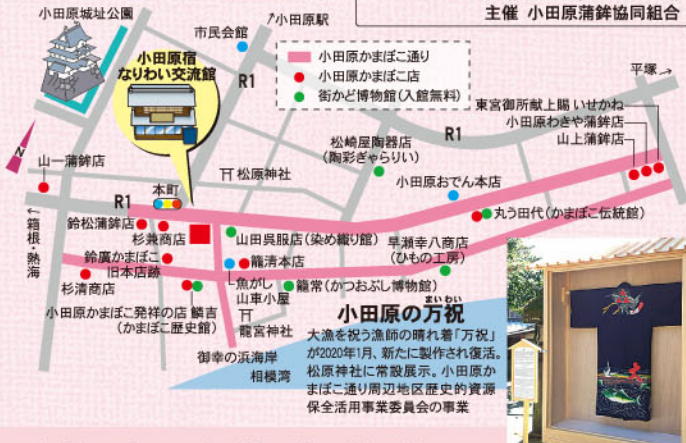 主催 小田原蒲鉾協同組合
小田原城址公園
市民会館
小田原駅
小田原宿
なりわい交流館
小田原かまぼこ通り
小田原かまぼこ店
街かど博物館(入館無料)
R1
平塚
東宮御所献上賜 いせかね
小田原わきや蒲鉾店
山上蒲鉾店
R1
松崎屋陶器店
(陶彩ぎゃらりい)
N
山一蒲鉾店
松原神社
小田原おでん本店
本町
R1
箱根・熱海
鈴松蒲鉾店
杉兼商店
丸う田代(かまぼこ伝統館)
山田呉服店(染め織り館)
早瀬幸八商店
(ひもの工房)
鈴廣かまぼこ
旧本店跡
籠清本店
杉清商店
魚がし
山車小屋
籠常(かつおぶし博物館)
小田原かまぼこ発祥の店 鱗吉
(かまぼこ歴史館)
龍宮神社
御幸の浜海岸
相模湾
まいわい
小田原の万祝
大漁を祝う漁師の晴れ着「万祝」
が2020年1月、新たに製作され復活。
松原神社に常設展示。小田原か
まぼこ通り周辺地区歴史的資源
保全活用事業委員会の事業